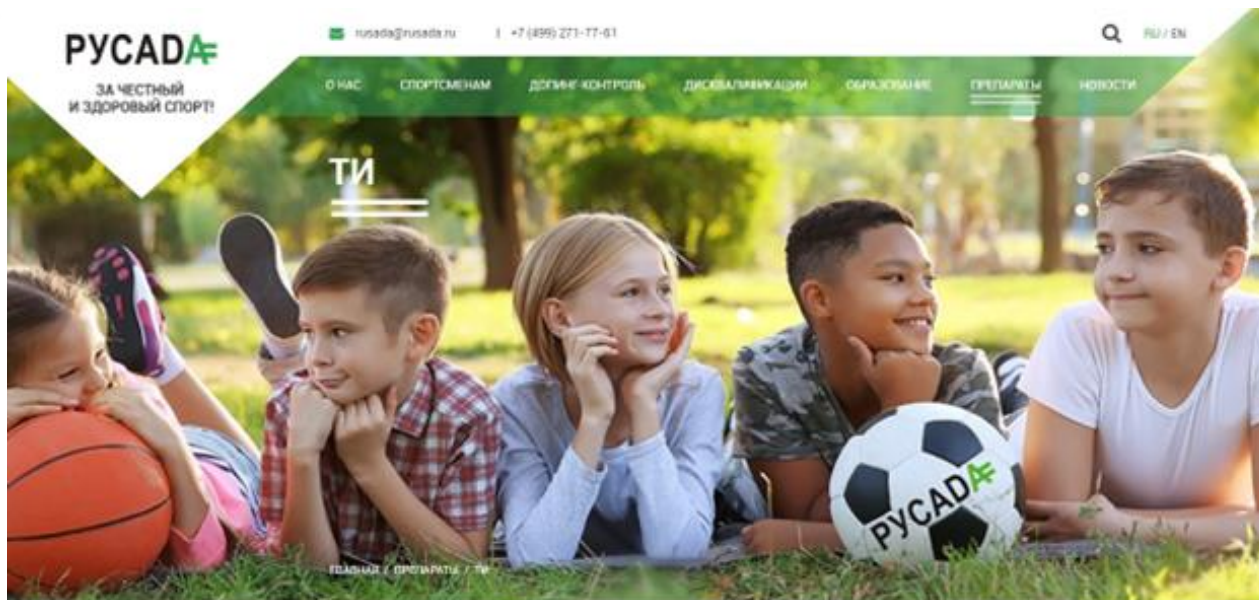 РУСАДА
ЗА ЧЕСТНЫЙ
И ЗДОРОВЫЙ СПОРТ!
rusada@rusada.ru
+7 (499) 271-77-61
RU / EN
О НАС СПОРТСМЕНАМ ДОПИНГ-КОНТРОЛЬ ДИСКВАЛИФИКАЦИИ ОБРАЗОВАНИЕ ПРЕПАРАТЫ НОВОСТИ
ТИ
РУСАДА
ГЛАВНАЯ / ПРЕПАРАТЫ / ТИ